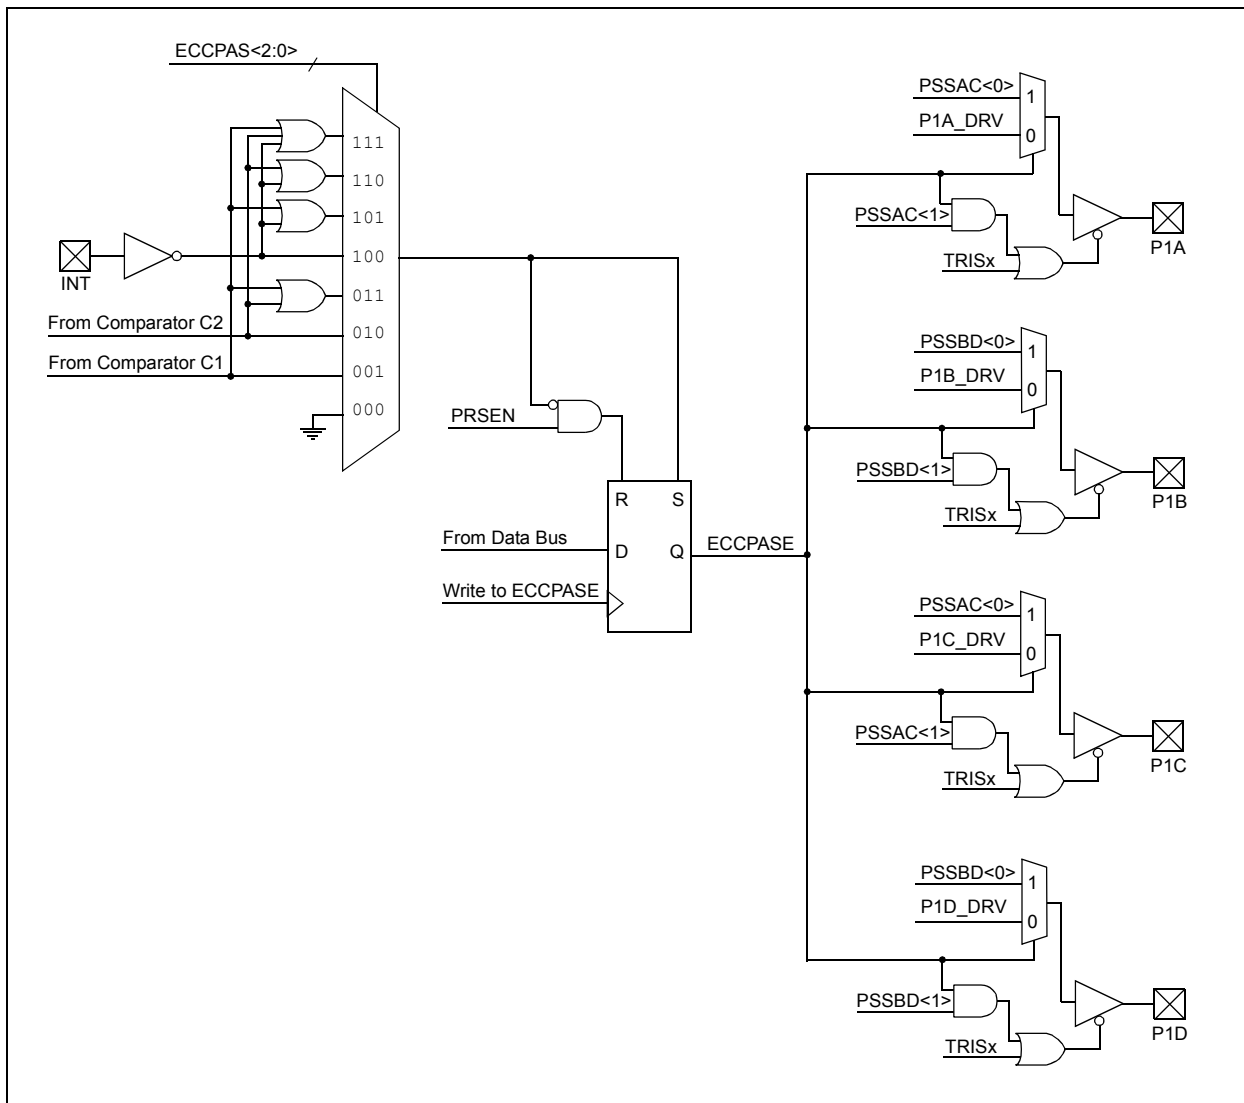 ECCPAS<2:0>
111
110
101
100
011
010
001
000
INT
From Comparator C2
From Comparator C1
PRSEN
R
S
From Data Bus
D
Q
ECCPASE
Write to ECCPASE
PSSAC<0>
1
P1A_DRV
0
PSSAC<1>
TRISx
P1A
PSSBD<0>
1
P1B_DRV
0
PSSBD<1>
TRISx
P1B
PSSAC<0>
1
P1C_DRV
0
PSSAC<1>
TRISx
P1C
PSSBD<0>
1
P1D_DRV
0
PSSBD<1>
TRISx
P1D